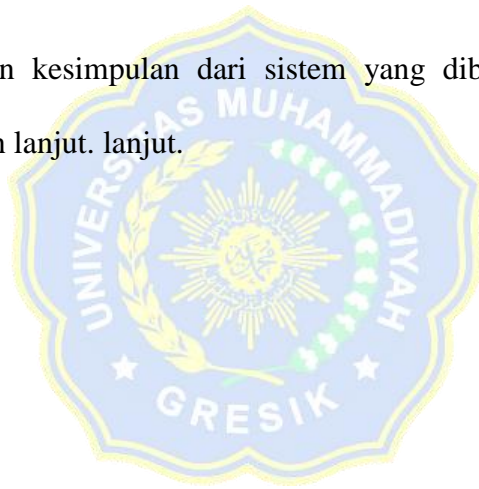 n kesimpulan dari sistem yang dib
n lanjut. lanjut.
UNIVERSITAS MUHAMMADIYAH
GRESIK